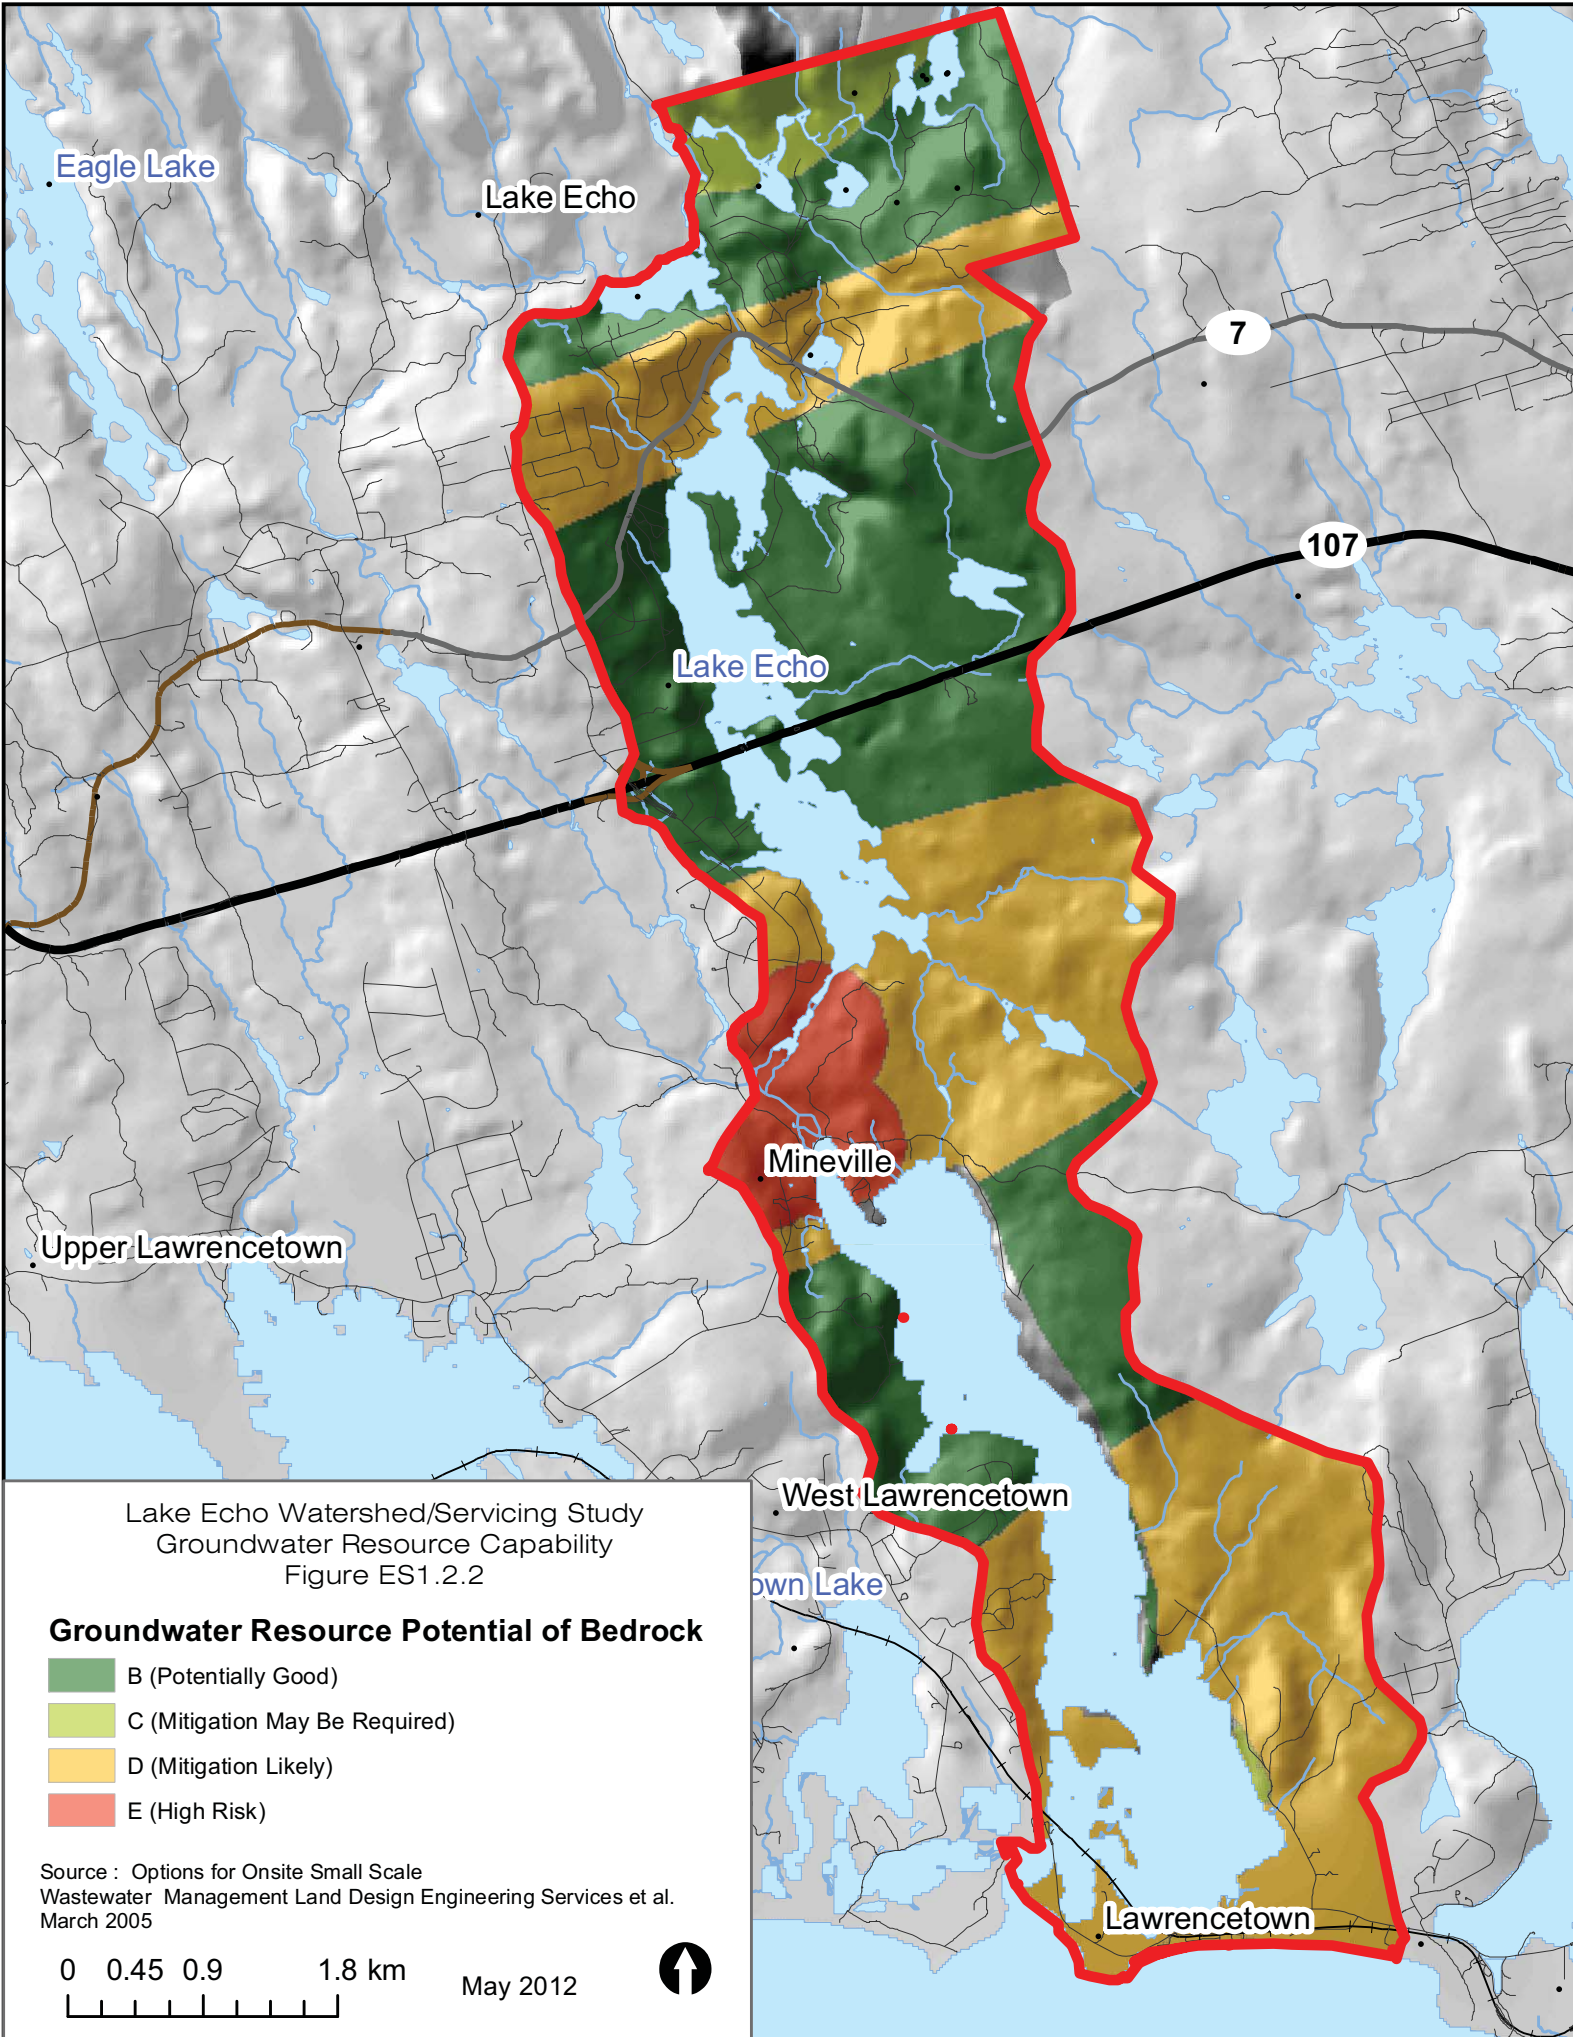 Eagle Lake
Lake Echo
7
107
Lake Echo
Mineville
Upper Lawrencetown
West Lawrencetown
own Lake
Lawrencetown
Lake Echo Watershed/Servicing Study
Groundwater Resource Capability
Figure ES1.2.2
Groundwater Resource Potential of Bedrock
B (Potentially Good)
C (Mitigation May Be Required)
D (Mitigation Likely)
E (High Risk)
Source : Options for Onsite Small Scale
Wastewater Management Land Design Engineering Services et al.
March 2005
0 0.45 0.9 1.8 km
May 2012